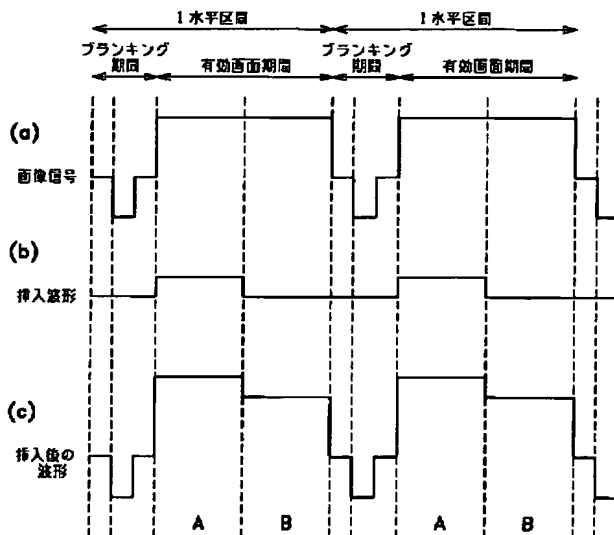 1水平区間 1水平区間
ブランキング
期間 有効画面期間 ブランキング
期間 有効画面期間
(a)
画像信号
(b)
挿入波形
(c)
挿入後の
波形
A B A B